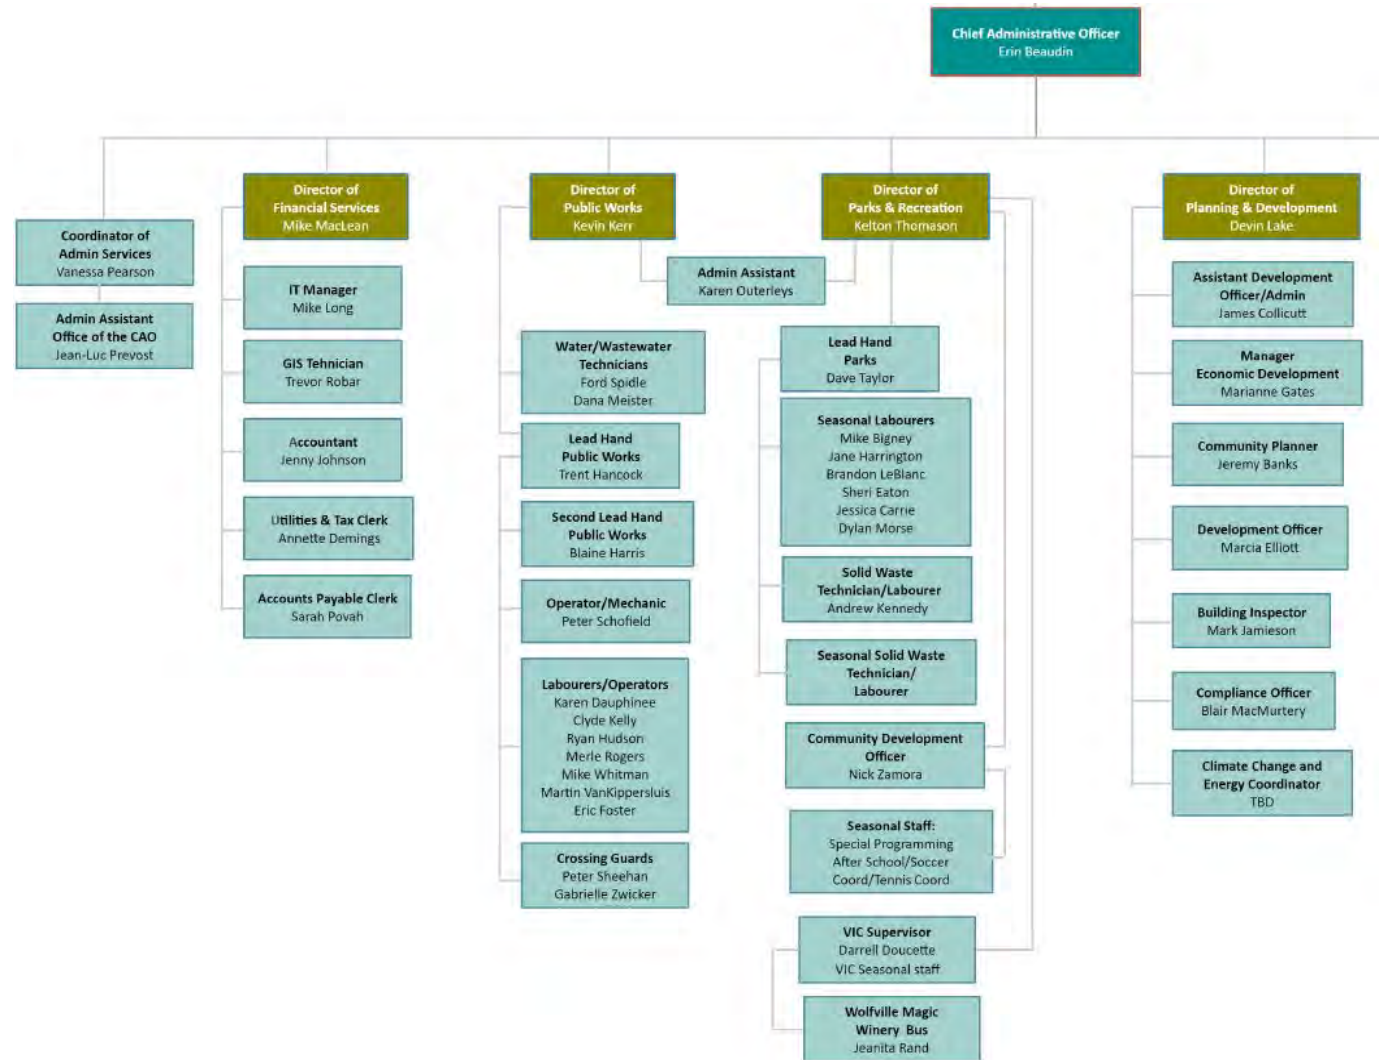 Chief Administrative Officer
Erin Beaudin
Coordinator of
Admin Services
Vanessa Pearson
Admin Assistant
Office of the CAO
Jean-Luc Prevost
Director of
Financial Services
Mike MacLean
IT Manager
Mike Long
GIS Tehnician
Trevor Robar
Accountant
Jenny Johnson
Utilities & Tax Clerk
Annette Demings
Accounts Payable Clerk
Sarah Povah
Director of
Public Works
Kevin Kerr
Admin Assistant
Karen Outerleys
Water/Wastewater
Technicians
Ford Spidle
Dana Meister
Lead Hand
Public Works
Trent Hancock
Second Lead Hand
Public Works
Blaine Harris
Operator/Mechanic
Peter Schofield
Labourers/Operators
Karen Dauphinee
Clyde Kelly
Ryan Hudson
Merle Rogers
Mike Whitman
Martin VanKippersluis
Eric Foster
Crossing Guards
Peter Sheehan
Gabrielle Zwicker
Director of
Parks & Recreation
Kelton Thomason
Lead Hand
Parks
Dave Taylor
Seasonal Labourers
Mike Bigney
Jane Harrington
Brandon LeBlanc
Sheri Eaton
Jessica Carrie
Dylan Morse
Solid Waste
Technician/Labourer
Andrew Kennedy
Seasonal Solid Waste
Technician/
Labourer
Community Development
Officer
Nick Zamora
Seasonal Staff:
Special Programming
After School/Soccer
Coord/Tennis Coord
VIC Supervisor
Darrell Doucette
VIC Seasonal staff
Wolfville Magic
Winery Bus
Jeanita Rand
Director of
Planning & Development
Devin Lake
Assistant Development
Officer/Admin
James Collicutt
Manager
Economic Development
Marianne Gates
Community Planner
Jeremy Banks
Development Officer
Marcia Elliott
Building Inspector
Mark Jamieson
Compliance Officer
Blair MacMurtery
Climate Change and
Energy Coordinator
TBD